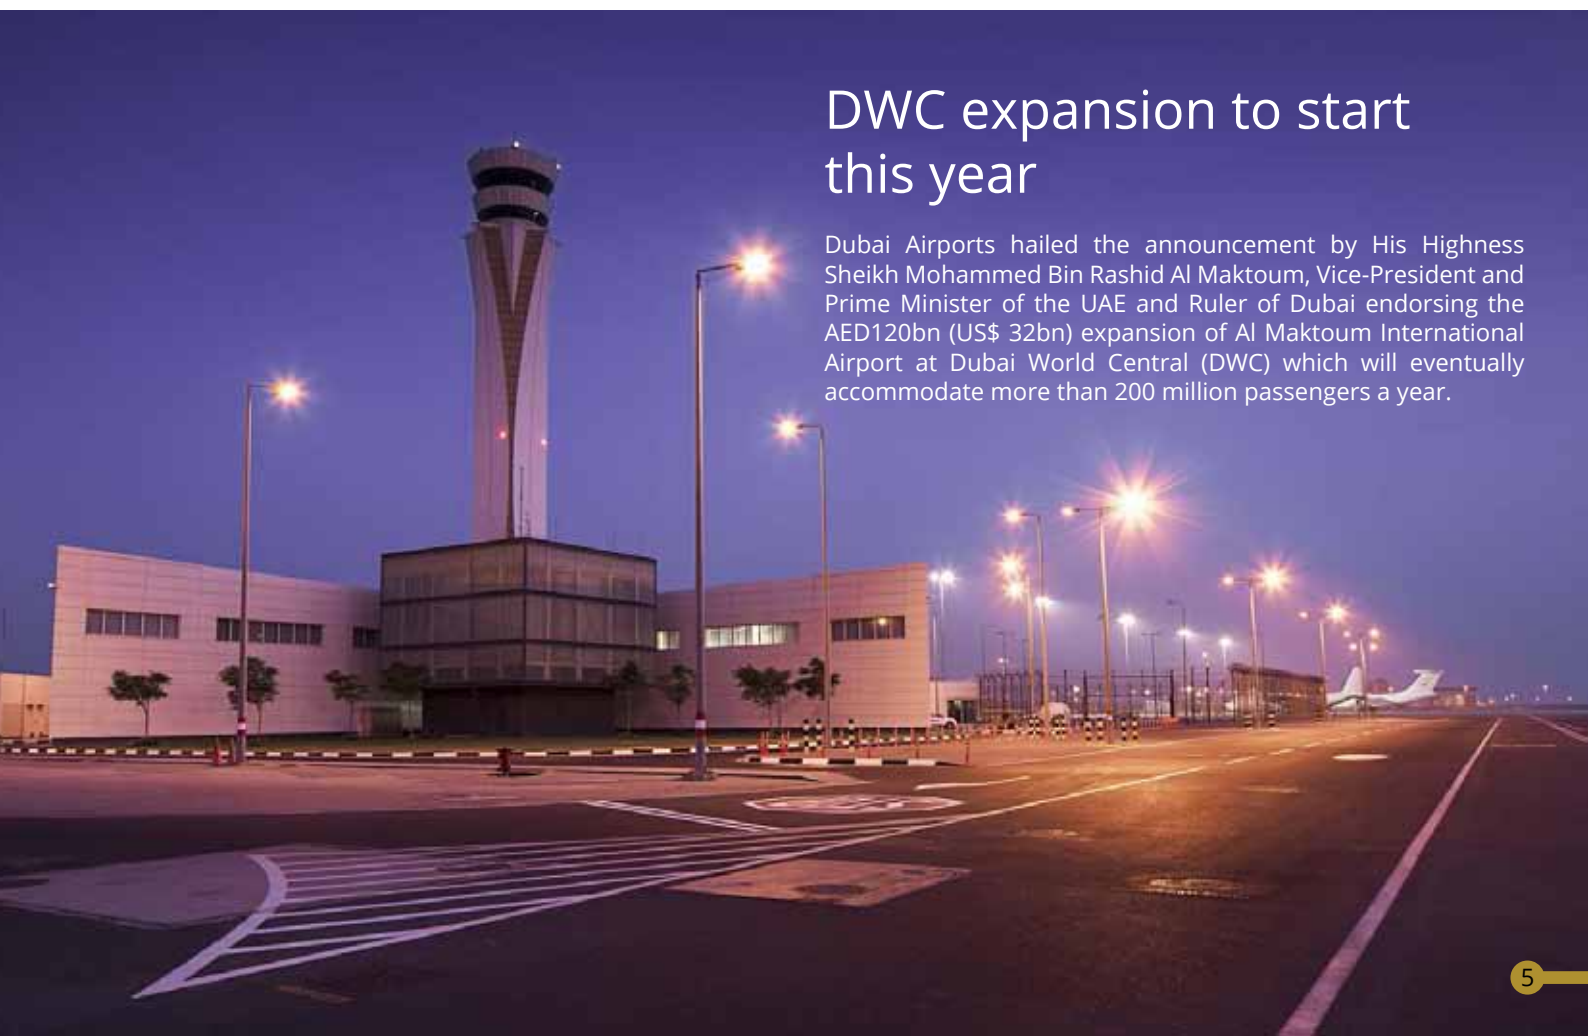 DWC expansion to start
this year
Dubai Airports hailed the announcement by His Highness
Sheikh Mohammed Bin Rashid Al Maktoum, Vice-President and
Prime Minister of the UAE and Ruler of Dubai endorsing the
AED120bn (US$ 32bn) expansion of Al Maktoum International
Airport at Dubai World Central (DWC) which will eventually
accommodate more than 200 million passengers a year.
5